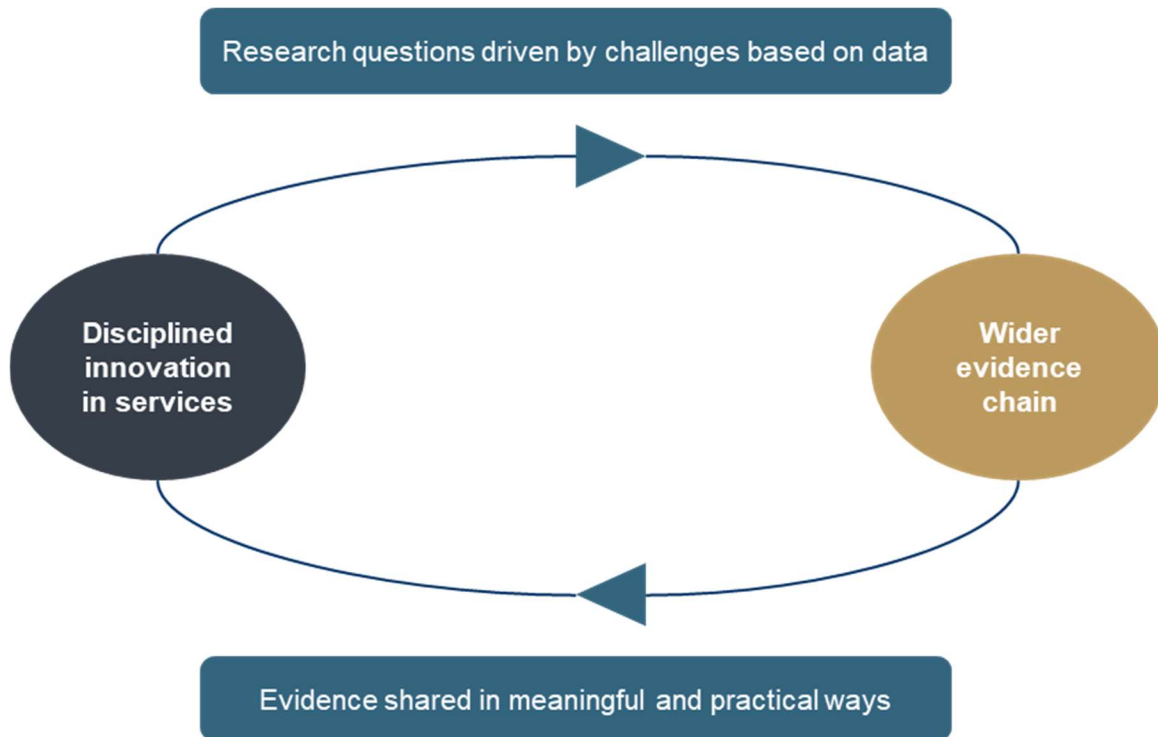 Research questions driven by challenges based on data
Disciplined
innovation
in services
Wider
evidence
chain
Evidence shared in meaningful and practical ways